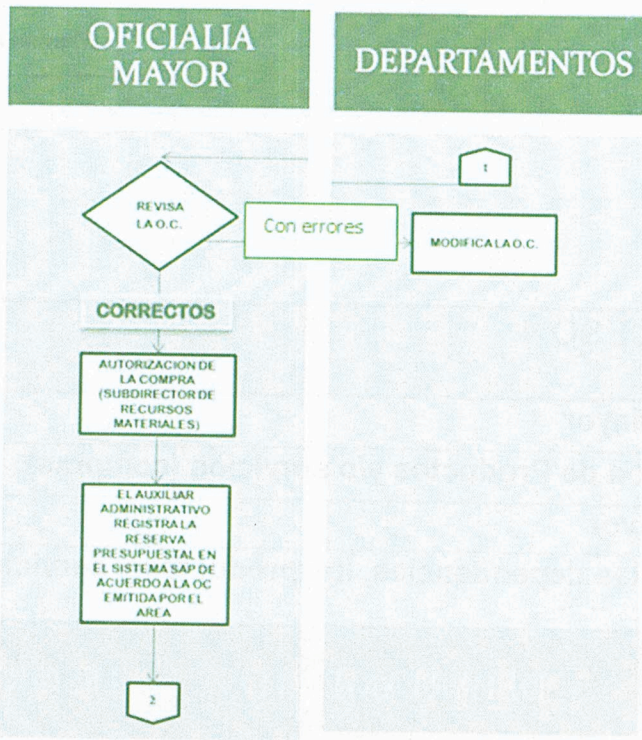 OFICIALIA
MAYOR
DEPARTAMENTOS
1
REVISA
LA O.C.
Con errores
MODIFICA LA O.C.
CORRECTOS
AUTORIZACION DE
LA COMPRA
(SUBDIRECTOR DE
RECURSOS
MATERIALES)
EL AUXILIAR
ADMINISTRATIVO
REGISTRA LA
RESERVA
PRESUPUESTAL EN
EL SISTEMA SAP DE
ACUERDO A LA OC
EMITIDA POR EL
AREA
2